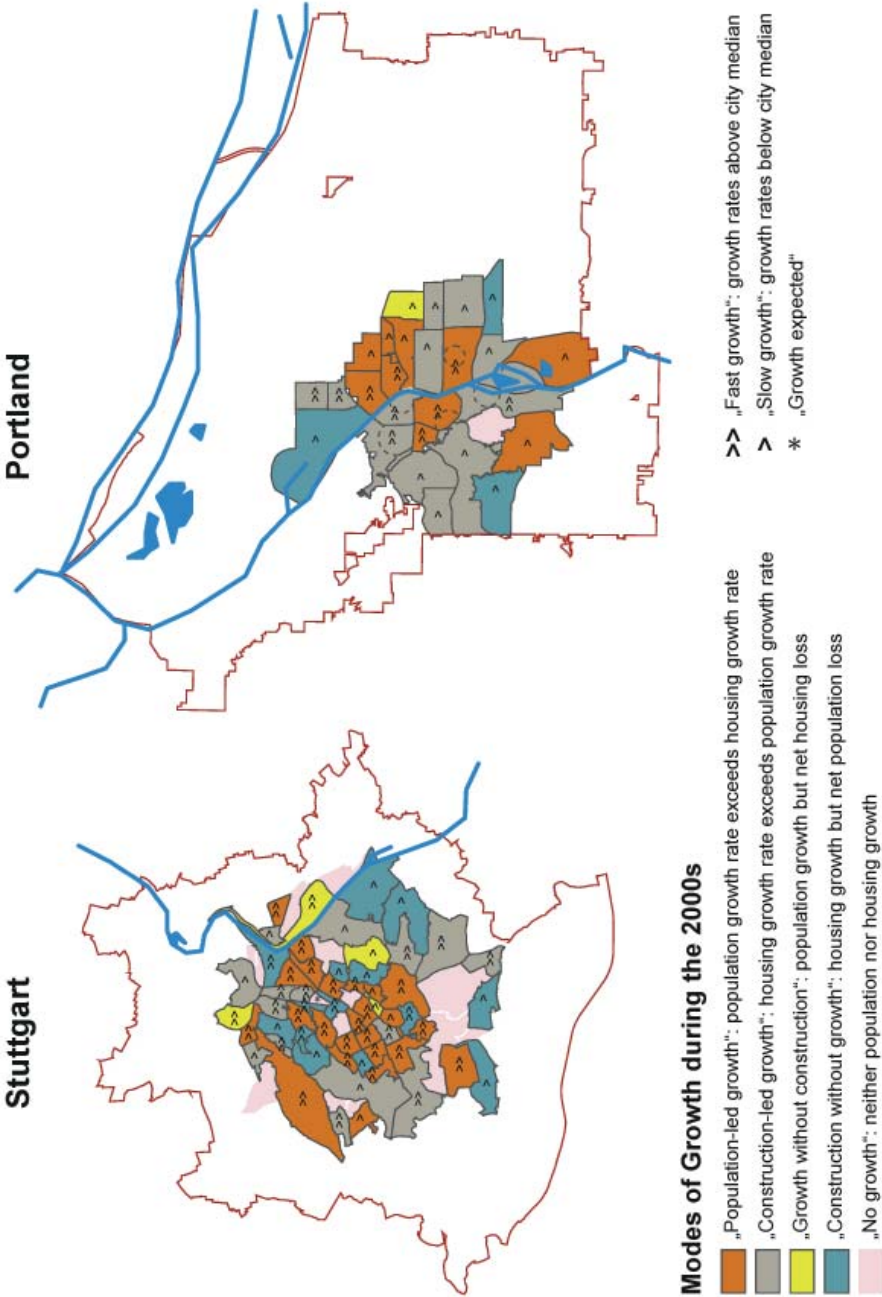 Stuttgart
Portland
Modes of Growth during the 2000s
„Population-led growth“: population growth rate exceeds housing growth rate
„Construction-led growth“: housing growth rate exceeds population growth rate
„Growth without construction“: population growth but net housing loss
„Construction without growth“: housing growth but net population loss
„No growth“: neither population nor housing growth
>> „Fast growth“: growth rates above city median
> „Slow growth“: growth rates below city median
* „Growth expected“